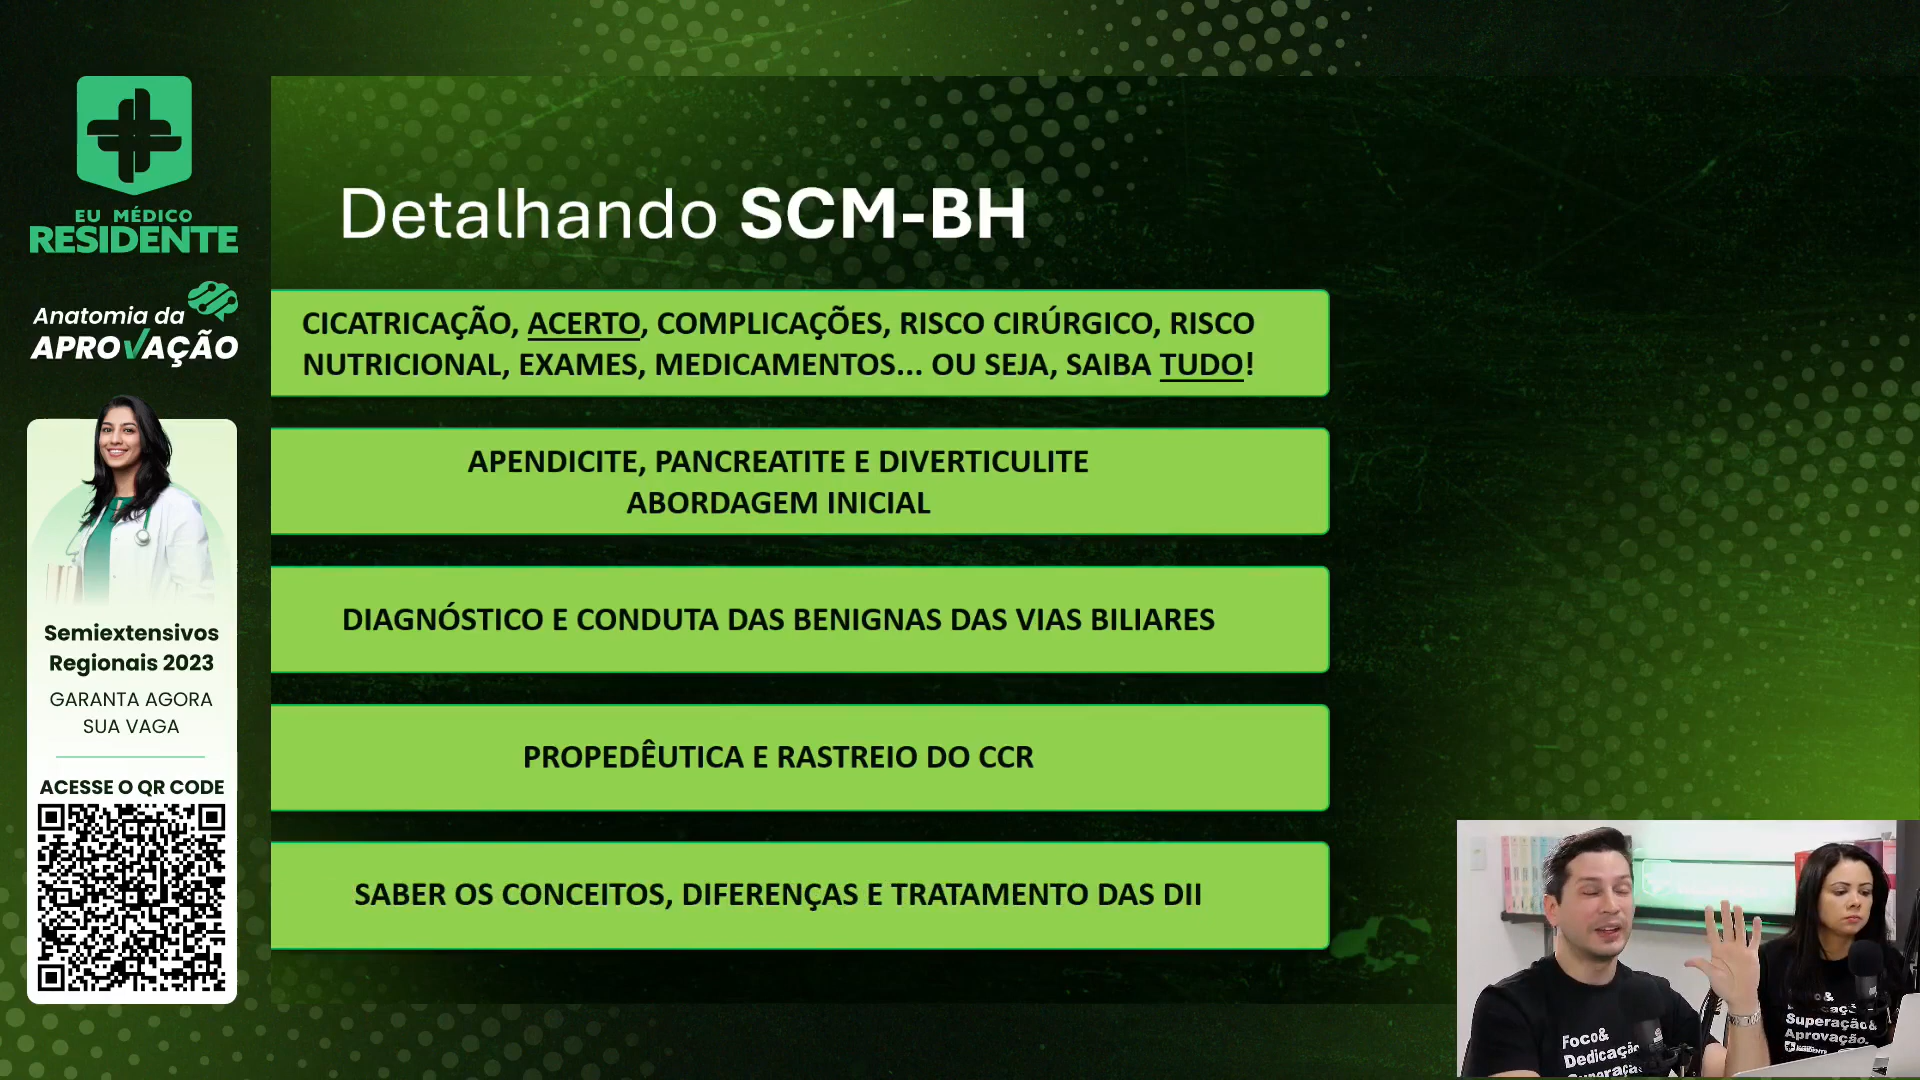 EU MÉDICO
RESIDENTE
Anatomia da
APROVAÇÃO
Semiextensivos
Regionais 2023
GARANTA AGORA
SUA VAGA
ACESSE O QR CODE
Detalhando SCM-BH
CICATRICAÇÃO, ACERTO, COMPLICAÇÕES, RISCO CIRÚRGICO, RISCO
NUTRICIONAL, EXAMES, MEDICAMENTOS... OU SEJA, SAIBA TUDO!
APENDICITE, PANCREATITE E DIVERTICULITE
ABORDAGEM INICIAL
DIAGNÓSTICO E CONDUTA DAS BENIGNAS DAS VIAS BILIARES
PROPEDÊUTICA E RASTREIO DO CCR
SABER OS CONCEITOS, DIFERENÇAS E TRATAMENTO DAS DII
Foco&
Dedicação
Superação&
Aprovação.